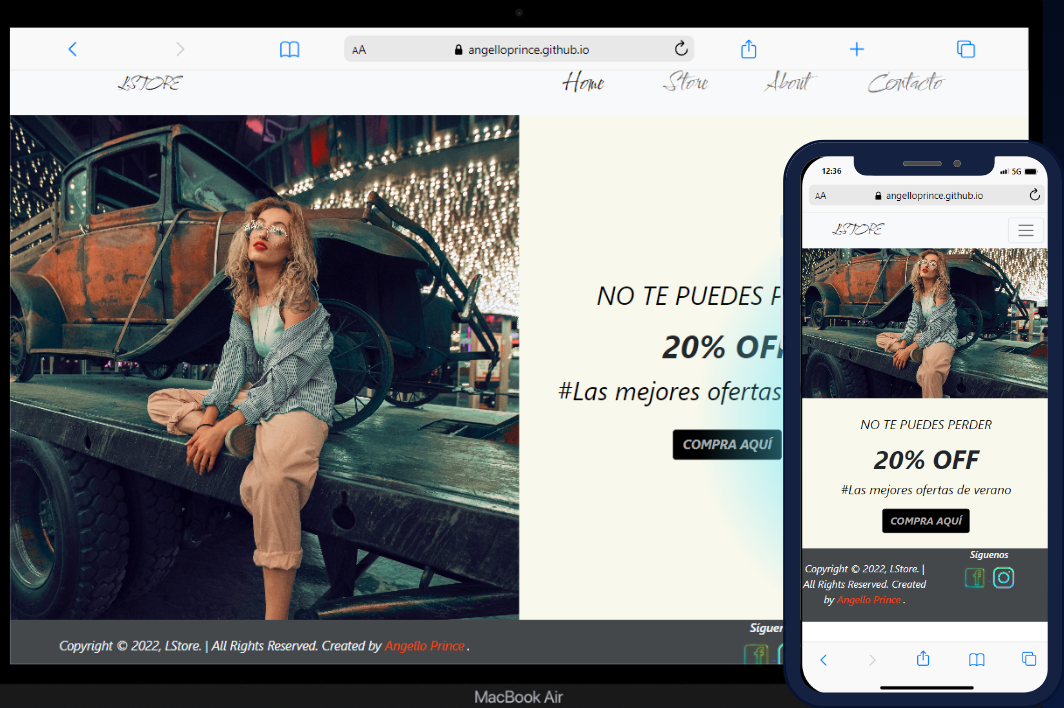 AA angelloprince.github.io
LSTORE Home Store About Contacto
NO TE PUEDES P
20% OFF
#Las mejores ofertas
COMPRA AQUÍ
Copyright © 2022, LStore. | All Rights Reserved. Created by Angello Prince .
Síguen
MacBook Air
12:36 5G
AA angelloprince.github.io
LSTORE
NO TE PUEDES PERDER
20% OFF
#Las mejores ofertas de verano
COMPRA AQUÍ
Síguenos
Copyright © 2022, LStore. |
All Rights Reserved. Created
by Angello Prince .